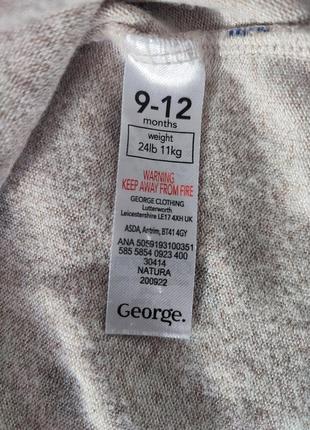 9-12
months
weight
24lb 11kg
WARNING
KEEP AWAY FROM FIRE
GEORGE CLOTHING
Lutterworth
Leicestershire LE17 4XH UK
ASDA, Antrim, BT41 4GY
ANA 5059193100351
585 5854 0923 400
30414
NATURA
200922
George.